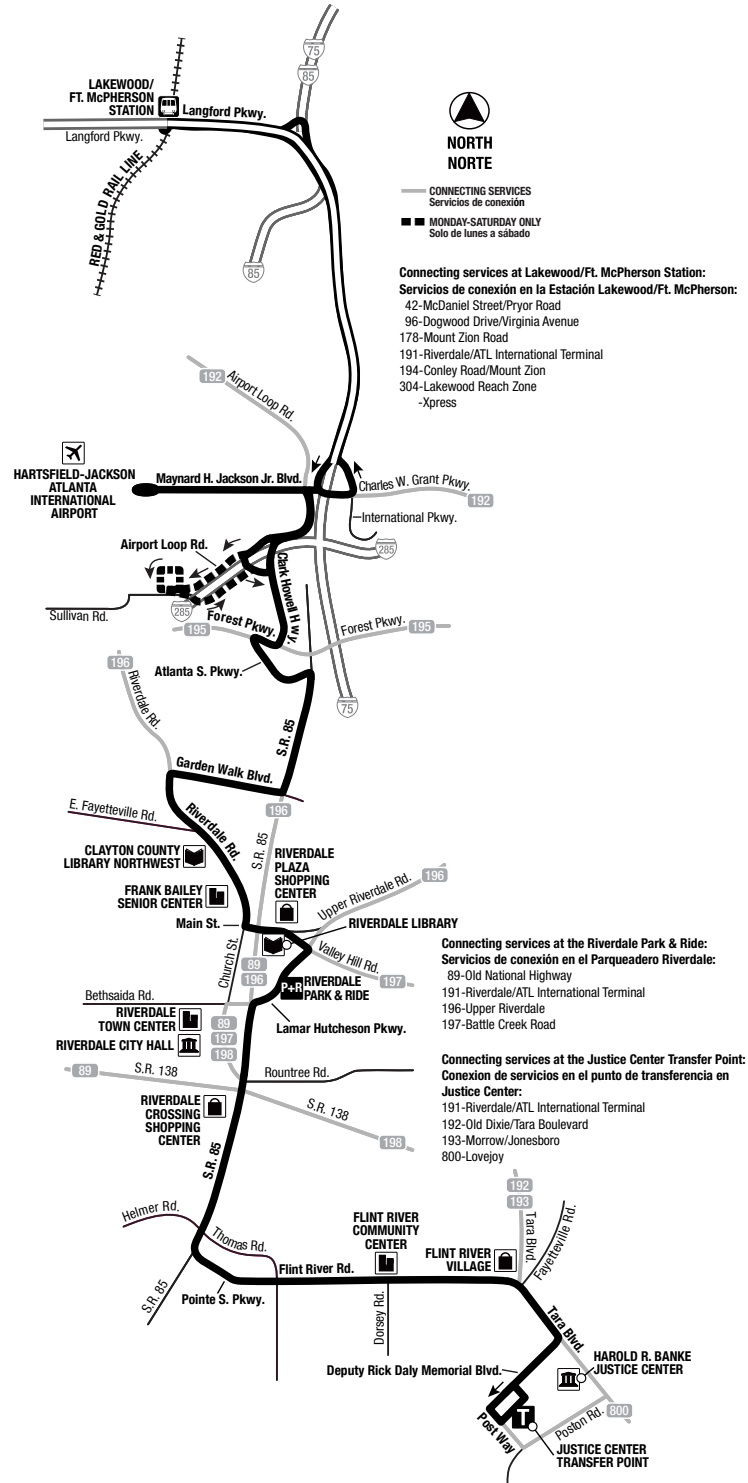 75
85
LAKEWOOD/
FT. McPHERSON
STATION
Langford Pkwy.
Langford Pkwy.
RED & GOLD RAIL LINE
85
NORTH
NORTE
CONNECTING SERVICES
Servicios de conexión
MONDAY-SATURDAY ONLY
Solo de lunes a sábado
Connecting services at Lakewood/Ft. McPherson Station:
Servicios de conexión en la Estación Lakewood/Ft. McPherson:
42-McDaniel Street/Pryor Road
96-Dogwood Drive/Virginia Avenue
178-Mount Zion Road
191-Riverdale/ATL International Terminal
194-Conley Road/Mount Zion
304-Lakewood Reach Zone
-Xpress
192
Airport Loop Rd.
HARTSFIELD-JACKSON
ATLANTA
INTERNATIONAL
AIRPORT
Maynard H. Jackson Jr. Blvd.
Charles W. Grant Pkwy.
192
International Pkwy.
Airport Loop Rd.
285
Clark Howell Hwy.
Sullivan Rd.
285
195
Forest Pkwy.
Forest Pkwy.
195
Atlanta S. Pkwy.
196
Riverdale Rd.
75
S.R. 85
Garden Walk Blvd.
196
E. Fayetteville Rd.
Riverdale Rd.
S.R. 85
CLAYTON COUNTY
LIBRARY NORTHWEST
RIVERDALE
PLAZA
SHOPPING
CENTER
FRANK BAILEY
SENIOR CENTER
Upper Riverdale Rd.
196
Main St.
RIVERDALE LIBRARY
Church St.
89
196
Valley Hill Rd.
197
P+R
RIVERDALE
PARK & RIDE
Connecting services at the Riverdale Park & Ride:
Servicios de conexión en el Parqueadero Riverdale:
89-Old National Highway
191-Riverdale/ATL International Terminal
196-Upper Riverdale
197-Battle Creek Road
Bethsaida Rd.
RIVERDALE
TOWN CENTER
Lamar Hutcheson Pkwy.
89
197
198
RIVERDALE CITY HALL
89
S.R. 138
Rountree Rd.
Connecting services at the Justice Center Transfer Point:
Conexion de servicios en el punto de transferencia en
Justice Center:
191-Riverdale/ATL International Terminal
192-Old Dixie/Tara Boulevard
193-Morrow/Jonesboro
800-Lovejoy
RIVERDALE
CROSSING
SHOPPING
CENTER
S.R. 138
198
S.R. 85
192
193
Tara Blvd.
Fayetteville Rd.
Helmer Rd.
Thomas Rd.
FLINT RIVER
COMMUNITY
CENTER
FLINT RIVER
VILLAGE
S.R. 85
Pointe S. Pkwy.
Flint River Rd.
Dorsey Rd.
Tara Blvd.
Deputy Rick Daly Memorial Blvd.
HAROLD R. BANKE
JUSTICE CENTER
Post Way
T
Poston Rd.
800
JUSTICE CENTER
TRANSFER POINT